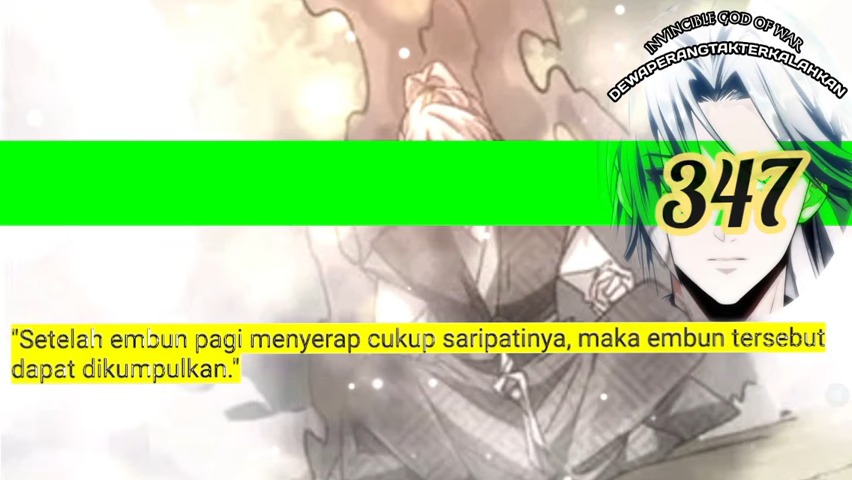 INVINCIBLE GOD OF WAR
DEWAPERANGTAKTERKALAHKAN
347
"Setelah embun pagi menyerap cukup saripatinya, maka embun tersebut
dapat dikumpulkan."